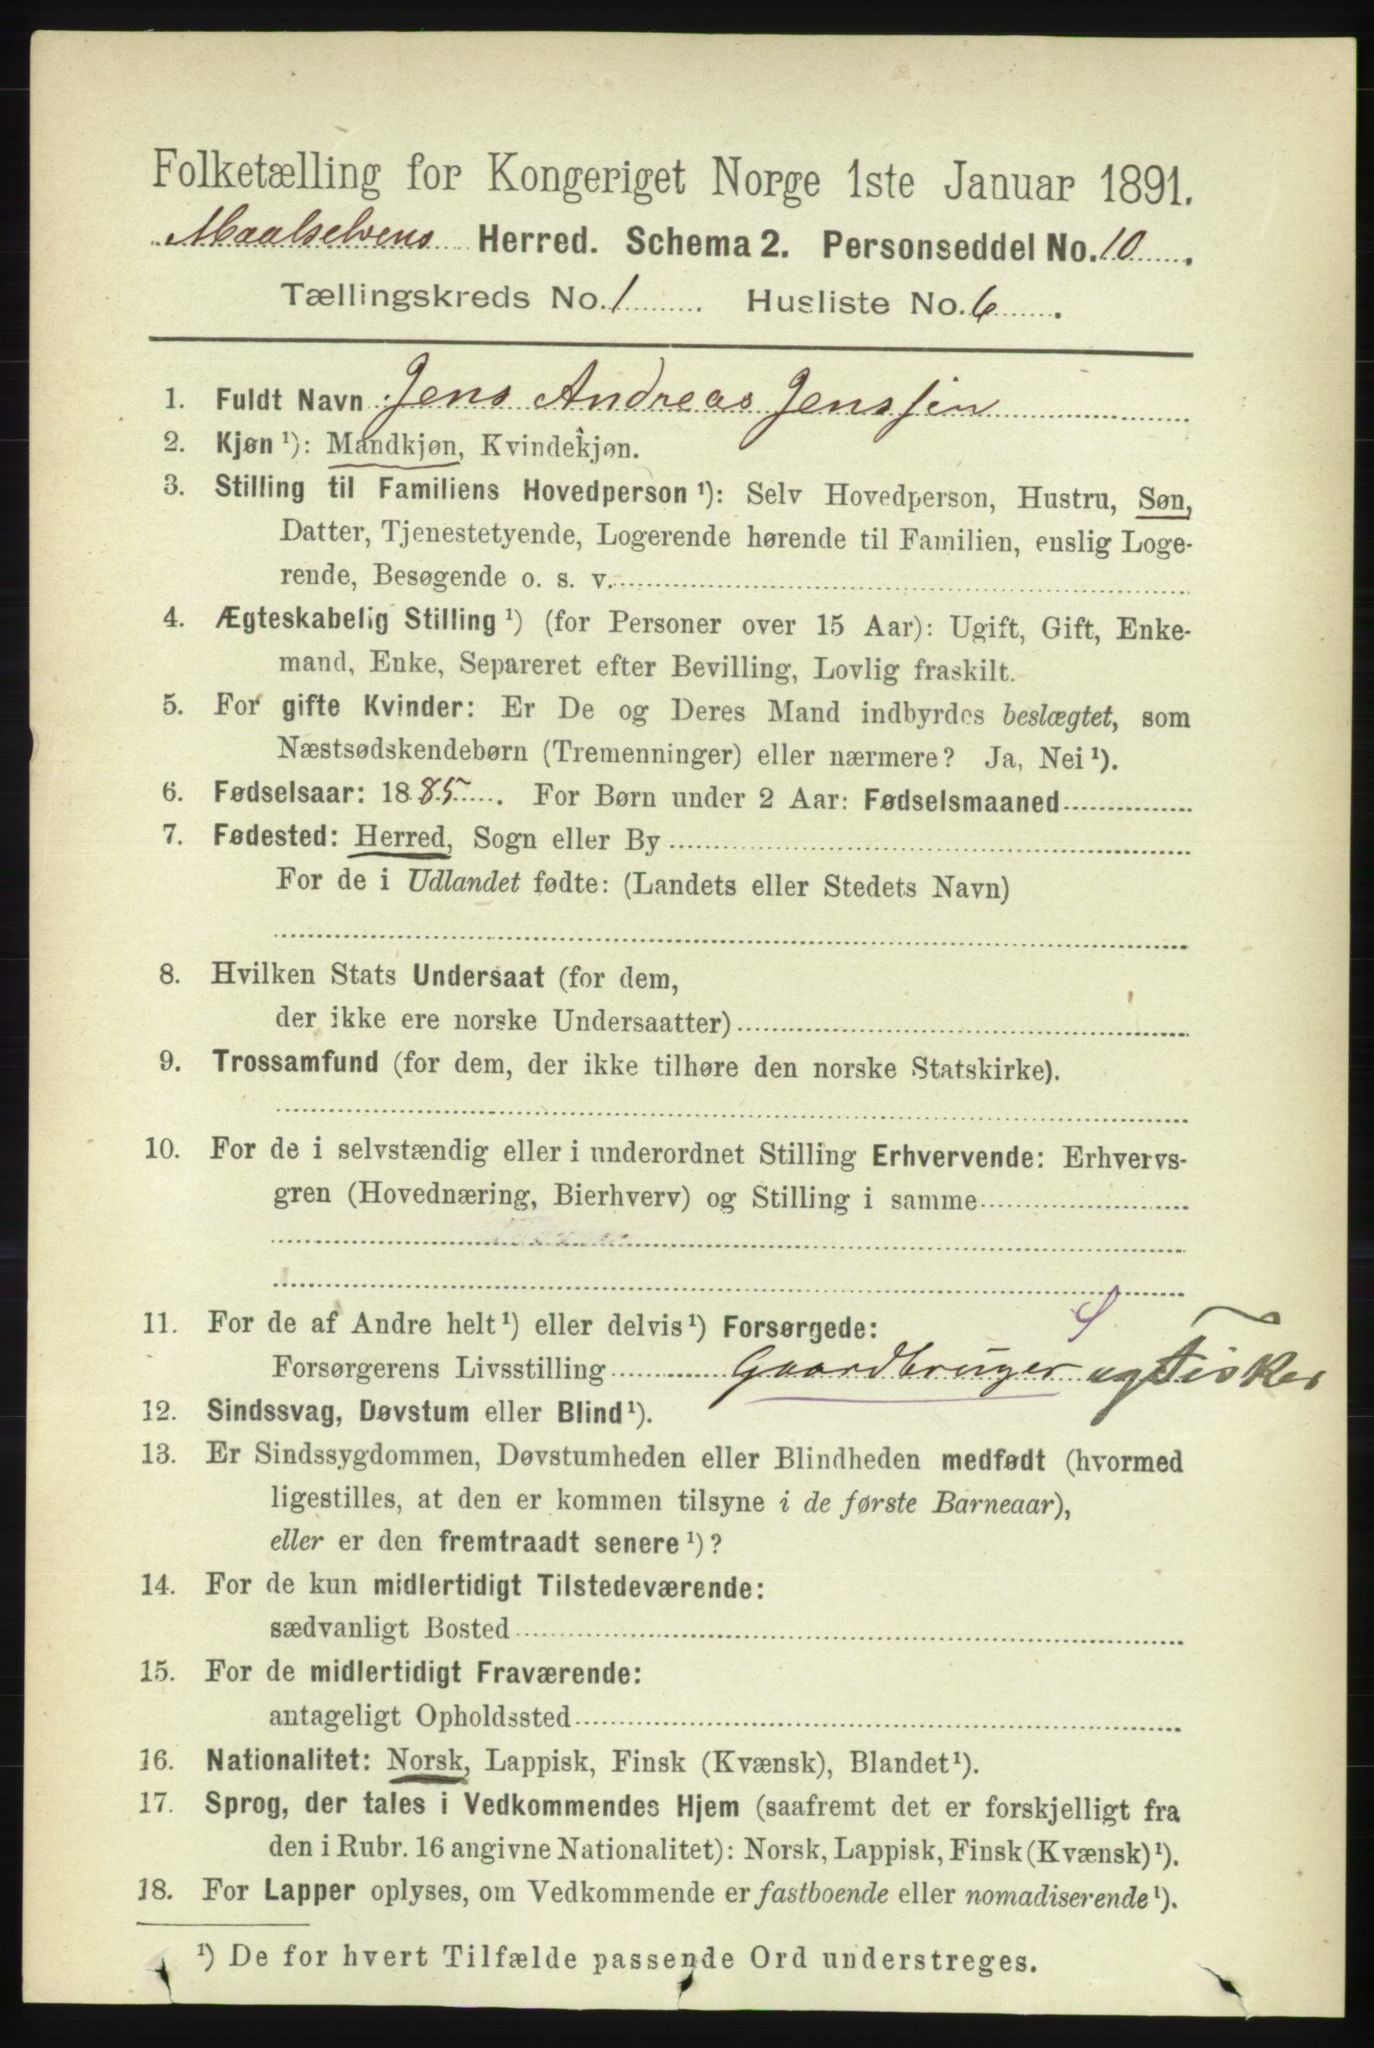 Folketælling for Kongeriget Norge 1ste Januar 1891.
Maalselvens Herred. Schema 2. Personseddel No. 10.
Tællingskreds No. 1. Husliste No. 6.
1. Fuldt Navn Jens Andreas Jenssen
2. Kjøn ¹): Mandkjøn, Kvindekjøn.
3. Stilling til Familiens Hovedperson ¹): Selv Hovedperson, Hustru, Søn,
Datter, Tjenestetyende, Logerende hørende til Familien, enslig Loge-
rende, Besøgende o. s. v.
4. Ægteskabelig Stilling ¹) (for Personer over 15 Aar): Ugift, Gift, Enke-
mand, Enke, Separeret efter Bevilling, Lovlig fraskilt.
5. For gifte Kvinder: Er De og Deres Mand indbyrdes beslægtet, som
Næstsødskendebørn (Tremenninger) eller nærmere? Ja, Nei ¹).
6. Fødselsaar: 1885. For Børn under 2 Aar: Fødselsmaaned
7. Fødested: Herred, Sogn eller By
For de i Udlandet fødte: (Landets eller Stedets Navn)
8. Hvilken Stats Undersaat (for dem,
der ikke ere norske Undersaatter)
9. Trossamfund (for dem, der ikke tilhøre den norske Statskirke).
10. For de i selvstændig eller i underordnet Stilling Erhvervende: Erhvervs-
gren (Hovednæring, Bierhverv) og Stilling i samme
11. For de af Andre helt ¹) eller delvis ¹) Forsørgede:
Forsørgerens Livsstilling Gaardbruger og Fisker
12. Sindssvag, Døvstum eller Blind ¹).
13. Er Sindssygdommen, Døvstumheden eller Blindheden medfødt (hvormed
ligestilles, at den er kommen tilsyne i de første Barneaar),
eller er den fremtraadt senere ¹)?
14. For de kun midlertidigt Tilstedeværende:
sædvanligt Bosted
15. For de midlertidigt Fraværende:
antageligt Opholdssted
16. Nationalitet: Norsk, Lappisk, Finsk (Kvænsk), Blandet ¹).
17. Sprog, der tales i Vedkommendes Hjem (saafremt det er forskjelligt fra
den i Rubr. 16 angivne Nationalitet): Norsk, Lappisk, Finsk (Kvænsk) ¹).
18. For Lapper oplyses, om Vedkommende er fastboende eller nomadiserende ¹).
¹) De for hvert Tilfælde passende Ord understreges.